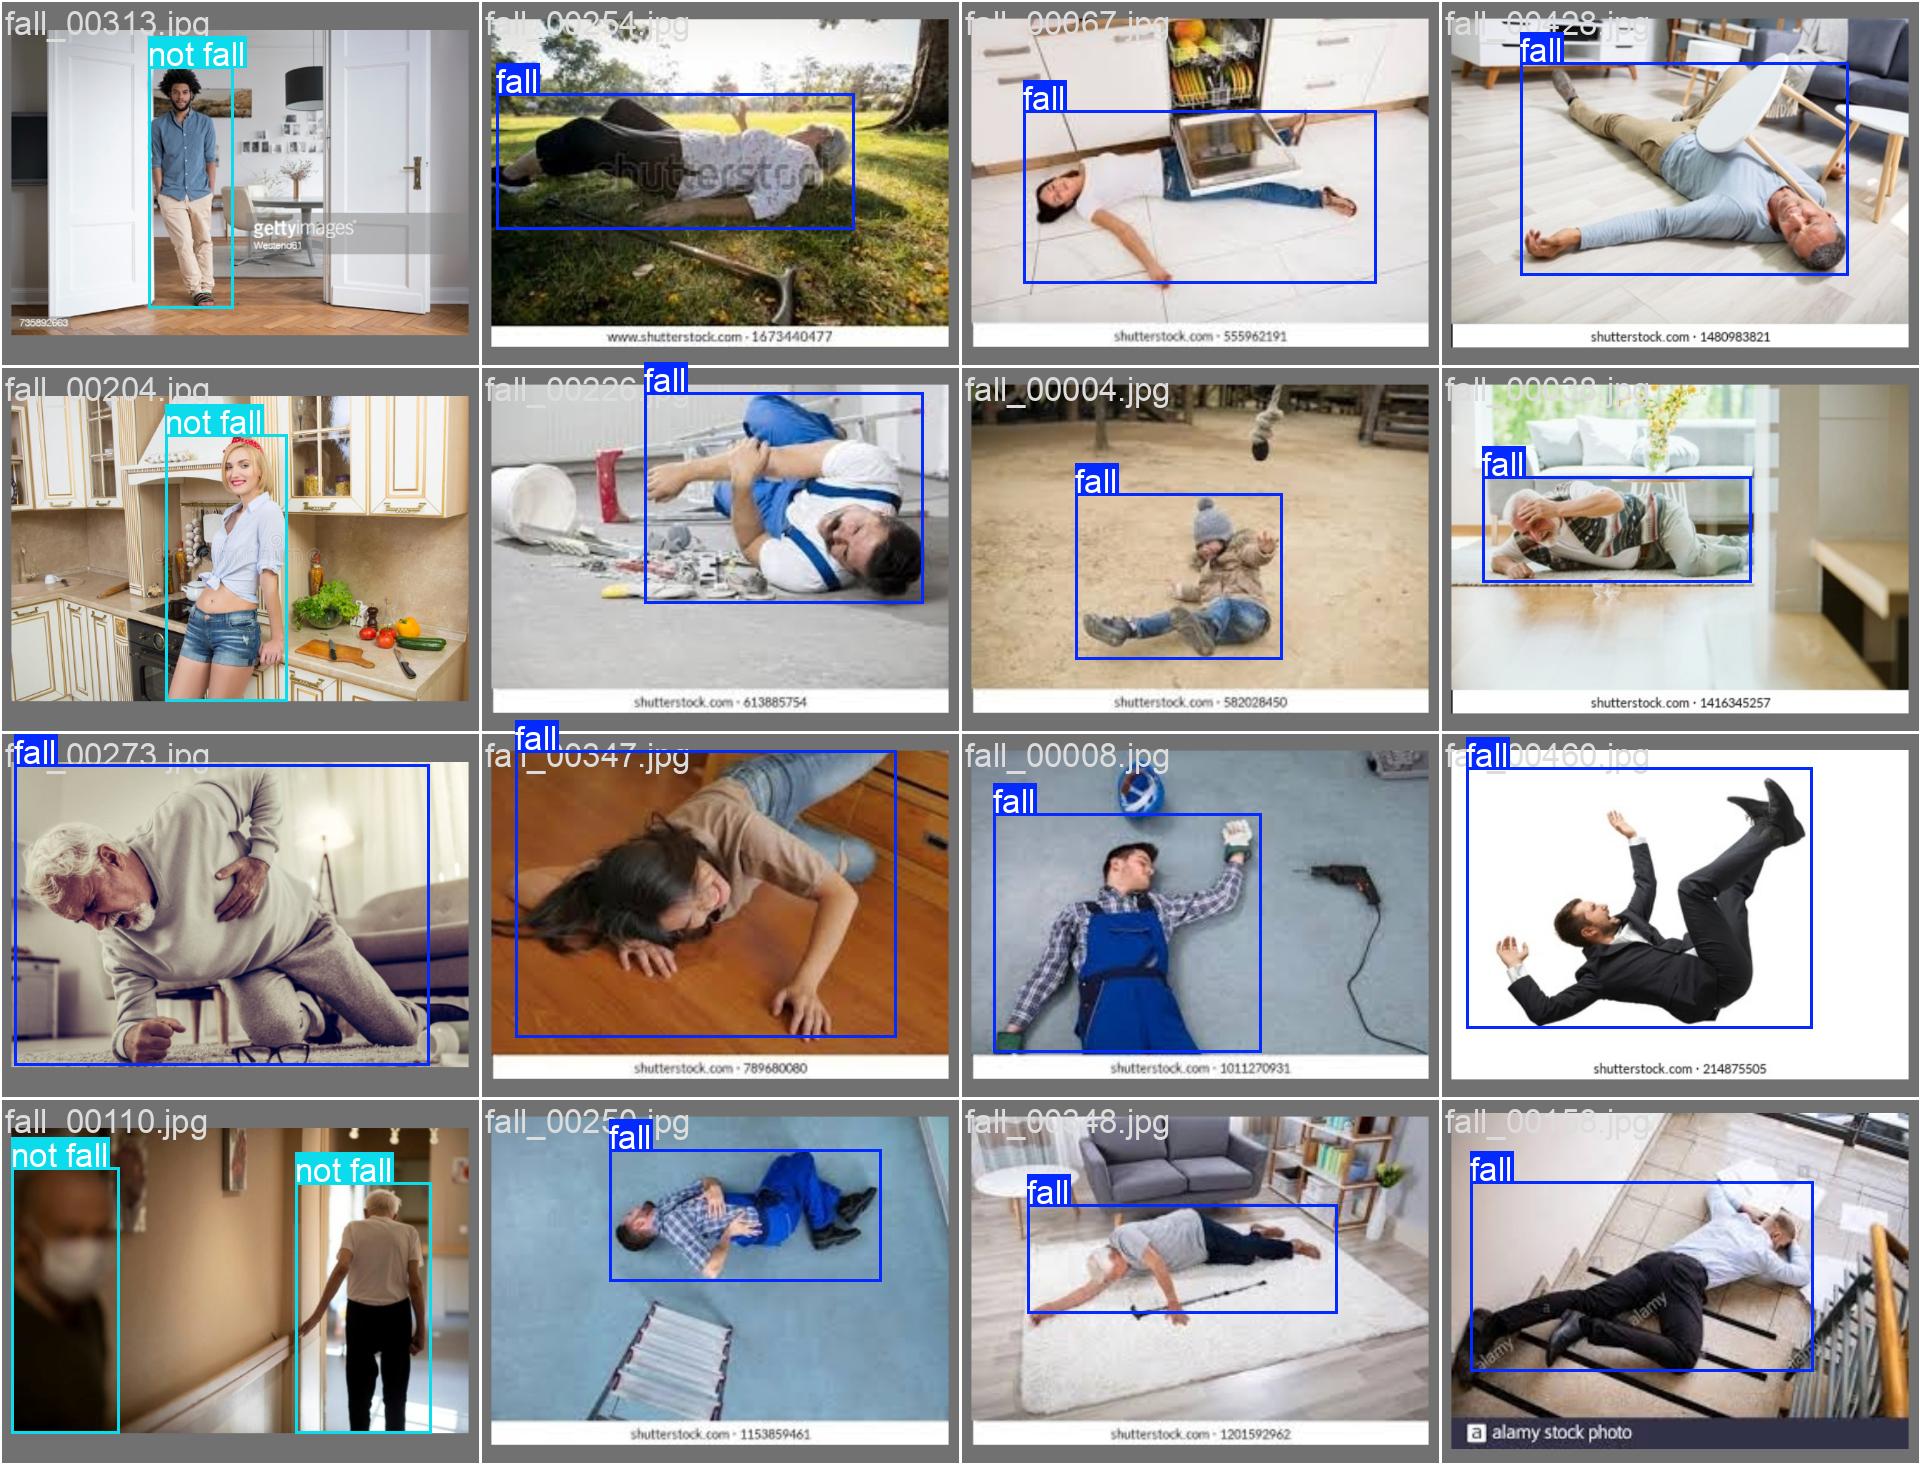 fall_00313.jpg
not fall
gettyimages
Westend61
735892663
fall_00254.jpg
fall
shutterstock
www.shutterstock.com · 1673440477
fall_00067.jpg
fall
shutterstock.com · 555962191
fall_00428.jpg
fall
shutterstock.com · 1480983821
fall_00204.jpg
not fall
fall_00226.jpg
fall
shutterstock.com · 613885754
fall_00004.jpg
fall
shutterstock.com · 582028450
fall_00038.jpg
fall
shutterstock.com · 1416345257
fall_00273.jpg
fall
fall_00347.jpg
fall
shutterstock.com · 789680080
fall_00008.jpg
fall
shutterstock.com · 1011270931
fall_00460.jpg
fall
shutterstock.com · 214875505
fall_00110.jpg
not fall
not fall
fall_00250.jpg
fall
shutterstock.com · 1153859461
fall_00348.jpg
fall
shutterstock.com · 1201592962
fall_00158.jpg
fall
a
alamy
alamy
a alamy stock photo